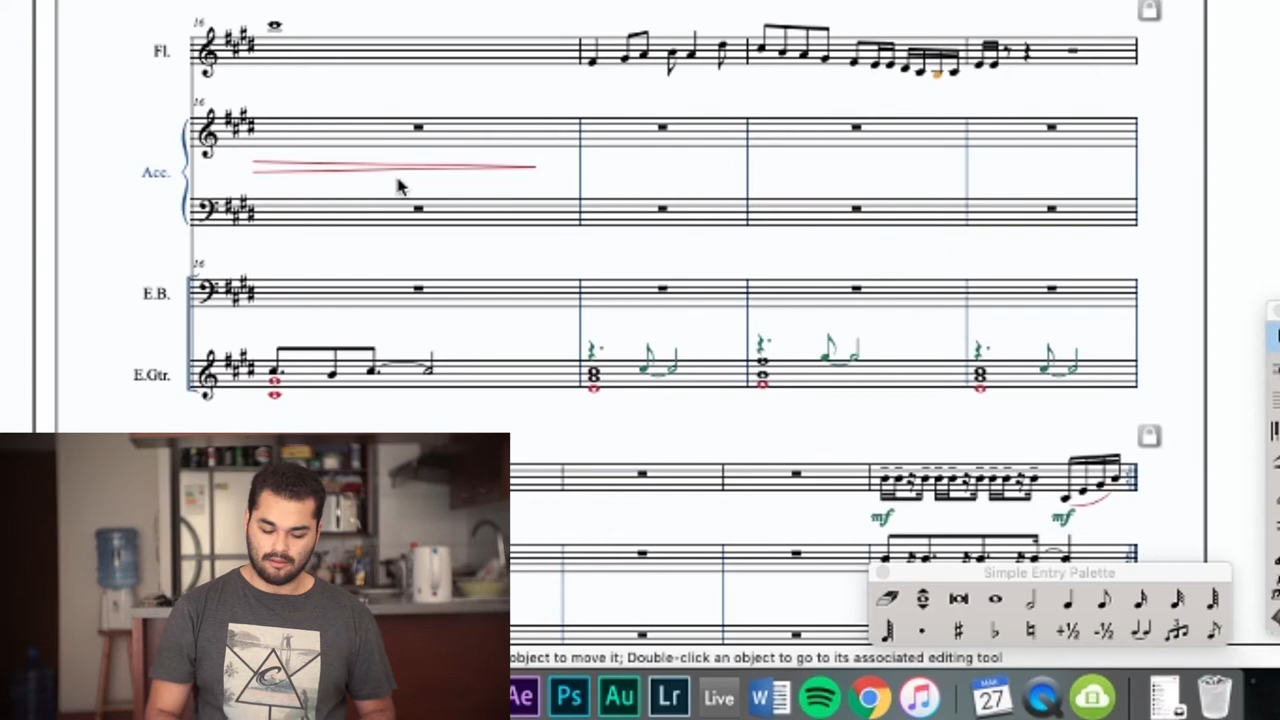 16
Fl.
16
Acc.
16
E.B.
E.Gtr.
mf mf
Simple Entry Palette
+½ -½
object to move it; Double-click an object to go to its associated editing tool
Ae Ps Au Lr Live W MAR 27